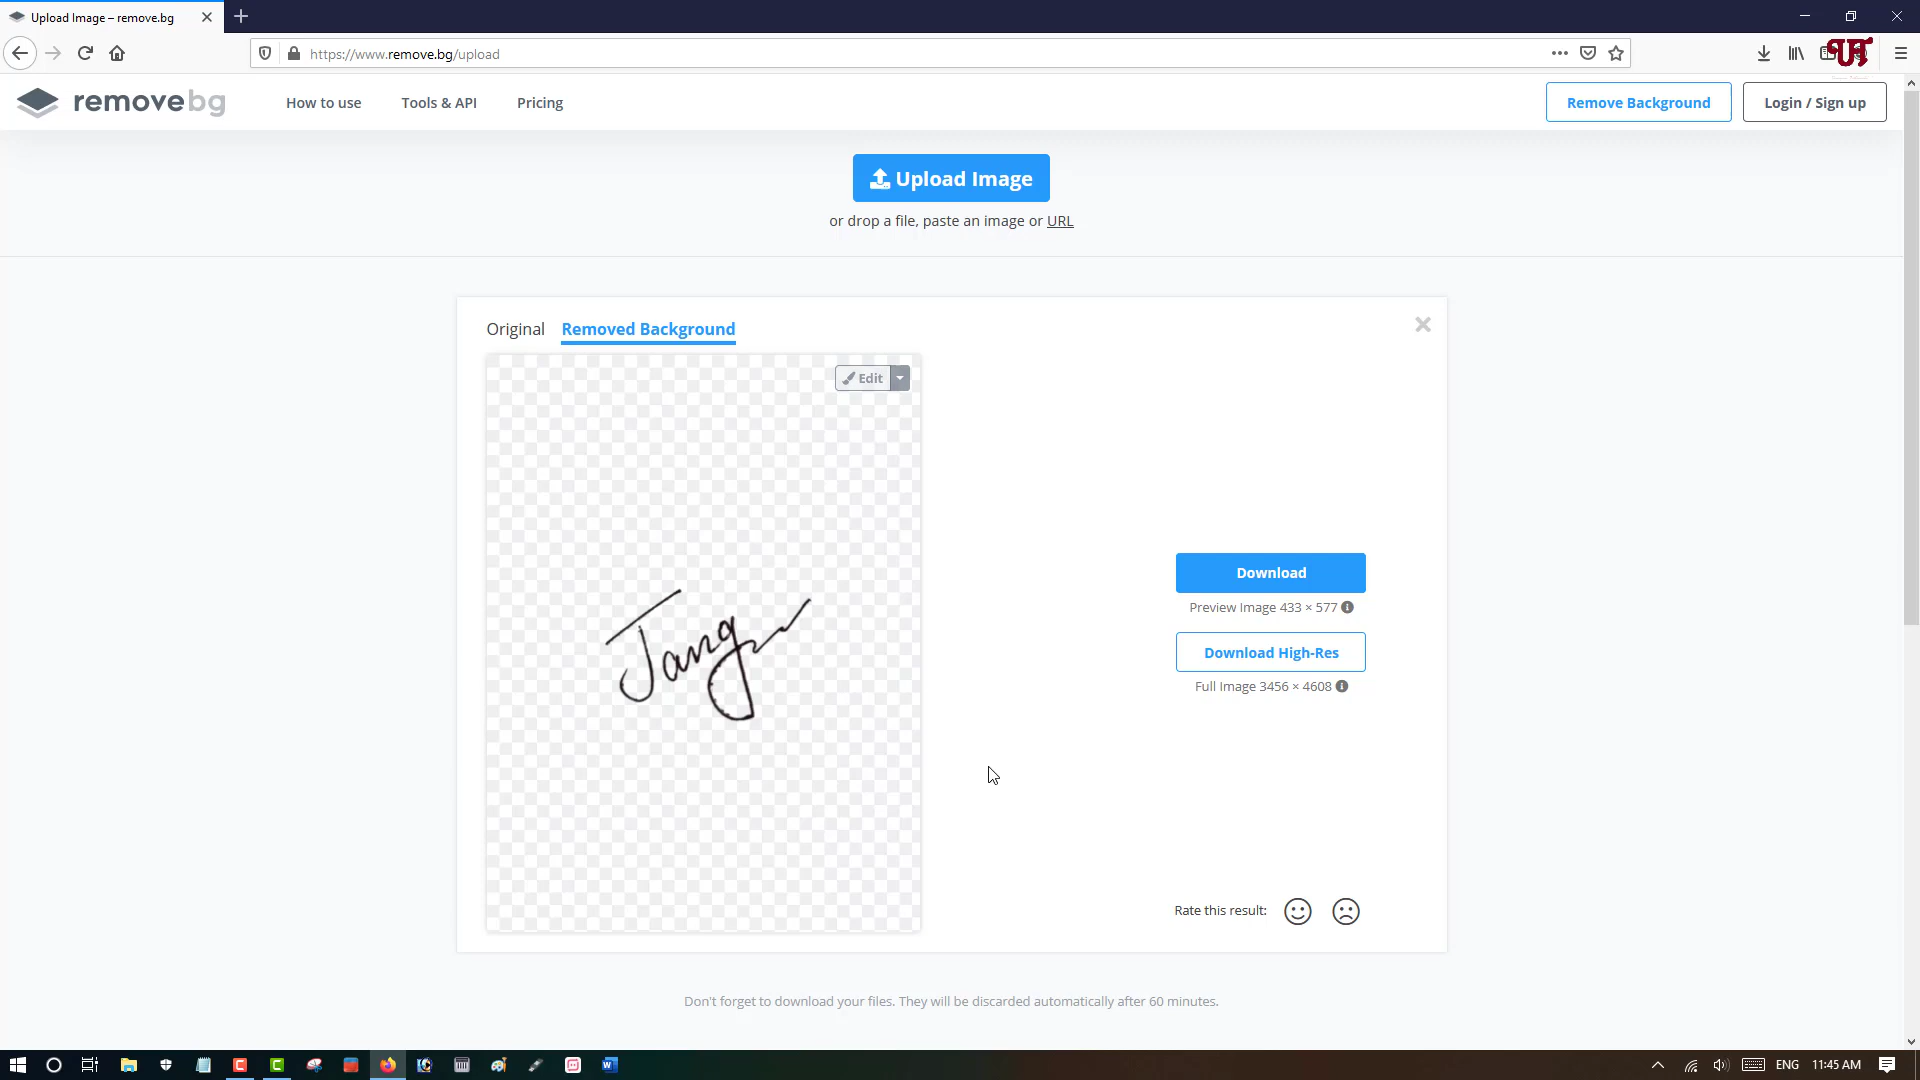 Upload Image – remove.bg
https://www.remove.bg/upload
UT
removebg
How to use
Tools & API
Pricing
Remove Background
Login / Sign up
Upload Image
or drop a file, paste an image or URL
Original
Removed Background
Edit
Jang
Download
Preview Image 433 × 577
Download High-Res
Full Image 3456 × 4608
Rate this result:
Don't forget to download your files. They will be discarded automatically after 60 minutes.
ENG
11:45 AM